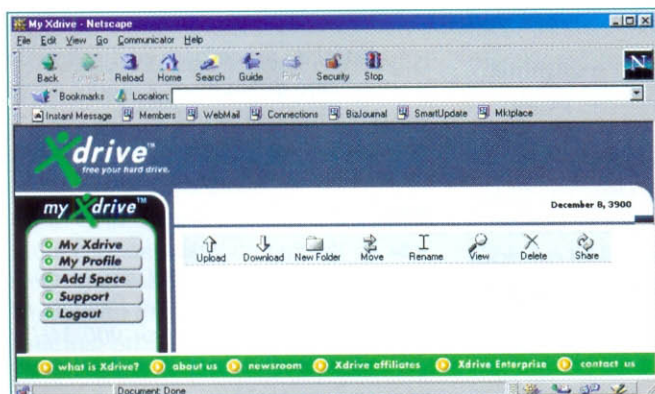 My Xdrive - Netscape
File Edit View Go Communicator Help
Back Forward Reload Home Search Guide Print Security Stop
N
Bookmarks Location:
Instant Message Members WebMail Connections BizJournal SmartUpdate Mktplace
Xdrive™
free your hard drive.
my Xdrive™
December 8, 3900
My Xdrive
My Profile
Add Space
Support
Logout
Upload Download New Folder Move Rename View Delete Share
what is Xdrive? about us newsroom Xdrive affiliates Xdrive Enterprise contact us
Document: Done